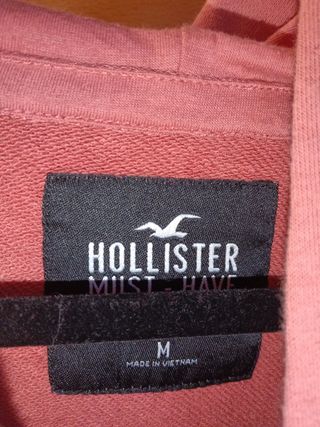 HOLLISTER
MUST - HAVE
M
MADE IN VIETNAM